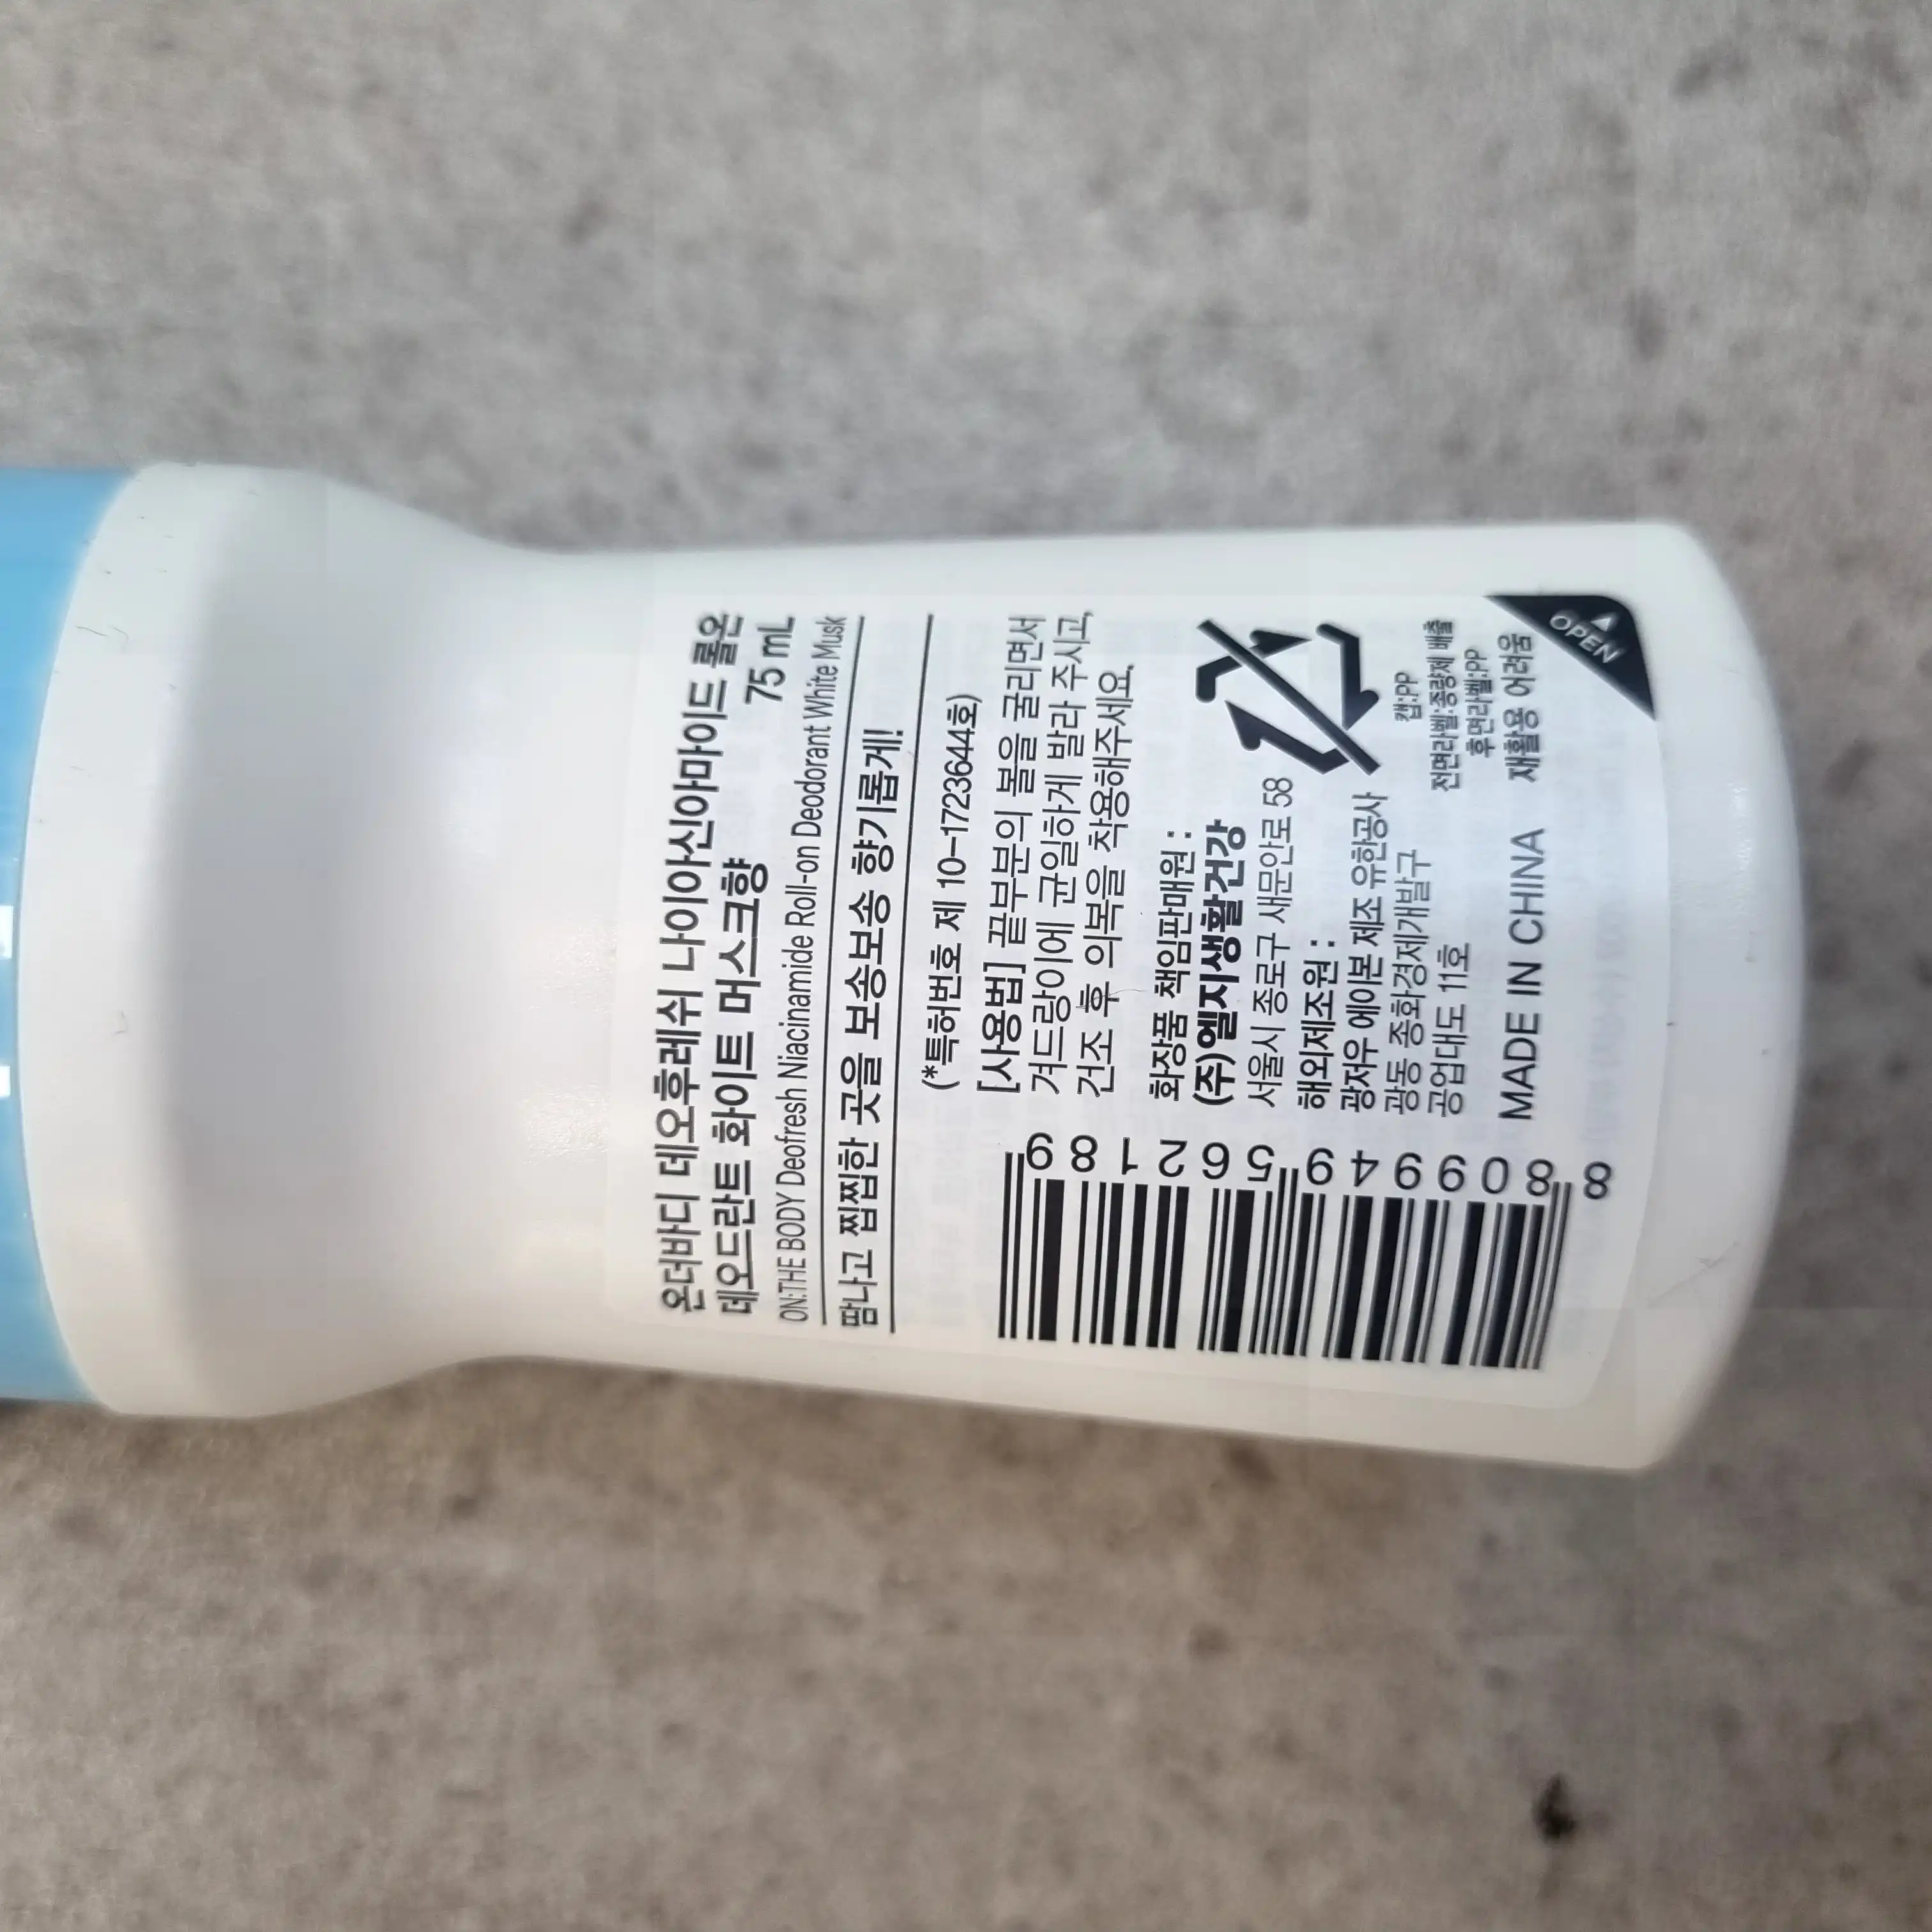 온더바디 데오후레쉬 나이아신아마이드 롤온
데오드란트 화이트 머스크향 75 mL
ON:THE BODY Deofresh Niacinamide Roll-on Deodorant White Musk
땀나고 찝찝한 곳을 보송보송 향기롭게!
(*특허번호 제 10-1723644호)
[사용법] 끝부분의 볼을 굴리면서
겨드랑이에 균일하게 발라 주시고,
건조 후 의복을 착용해주세요.
화장품 책임판매원 :
(주)엘지생활건강
서울시 종로구 새문안로 58
해외제조원 :
광저우 에이본 제조 유한공사
광동 종화경제개발구
공업대도 11호
MADE IN CHINA
캡:PP
전면라벨:종량제 배출
후면라벨:PP
재활용 어려움
OPEN
8 809949 562189